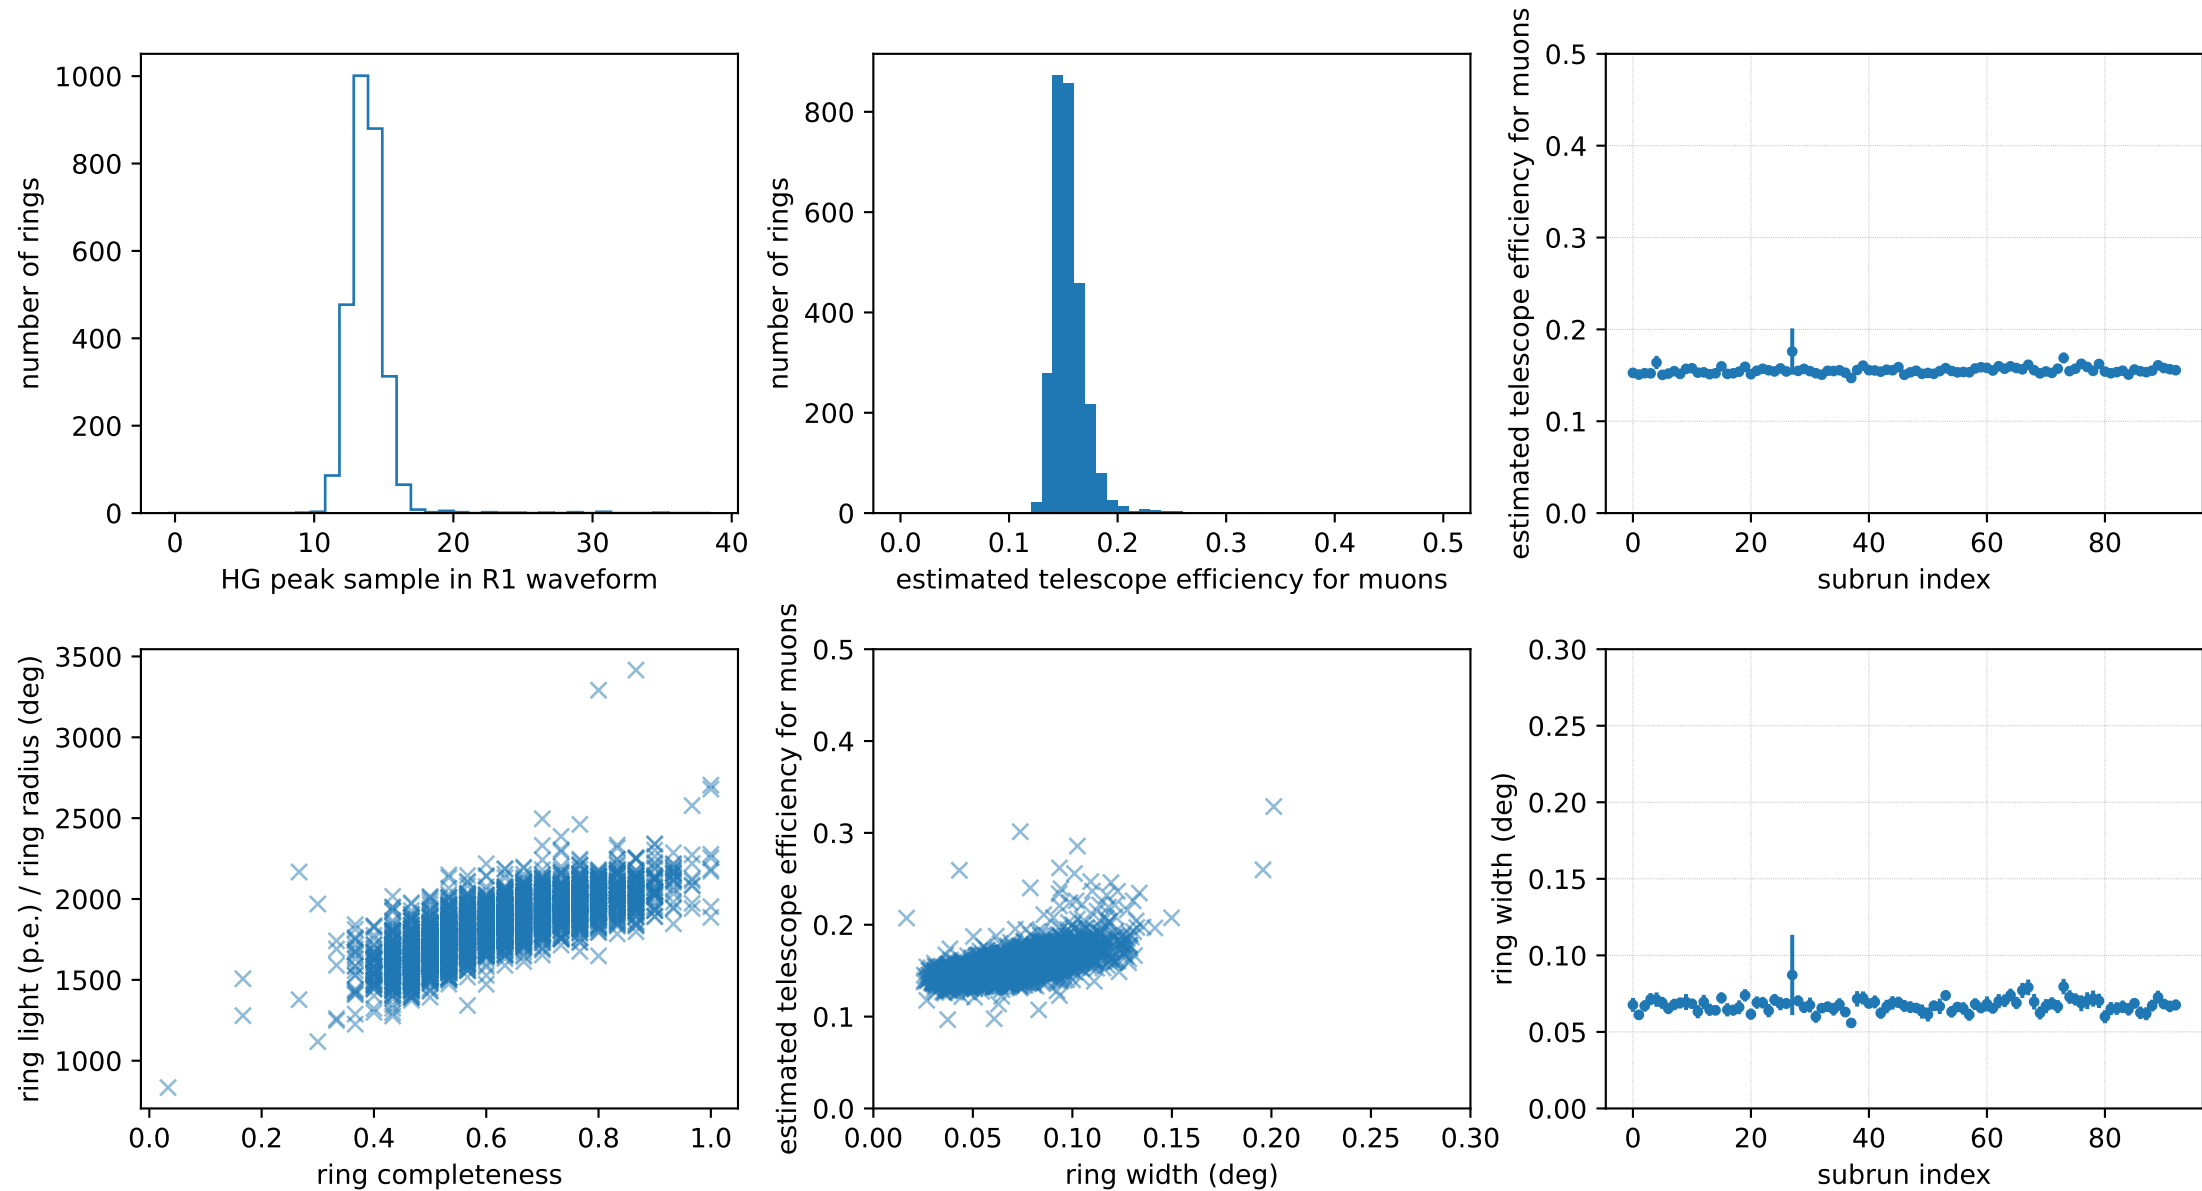 1000
800
600
400
200
0
number of rings
0 10 20 30 40
HG peak sample in R1 waveform
800
600
400
200
0
number of rings
0.0 0.1 0.2 0.3 0.4 0.5
estimated telescope efficiency for muons
0.5
0.4
0.3
0.2
0.1
0.0
estimated telescope efficiency for muons
0 20 40 60 80
subrun index
3500
3000
2500
2000
1500
1000
ring light (p.e.) / ring radius (deg)
0.0 0.2 0.4 0.6 0.8 1.0
ring completeness
0.5
0.4
0.3
0.2
0.1
0.0
estimated telescope efficiency for muons
0.00 0.05 0.10 0.15 0.20 0.25 0.30
ring width (deg)
0.30
0.25
0.20
0.15
0.10
0.05
0.00
ring width (deg)
0 20 40 60 80
subrun index